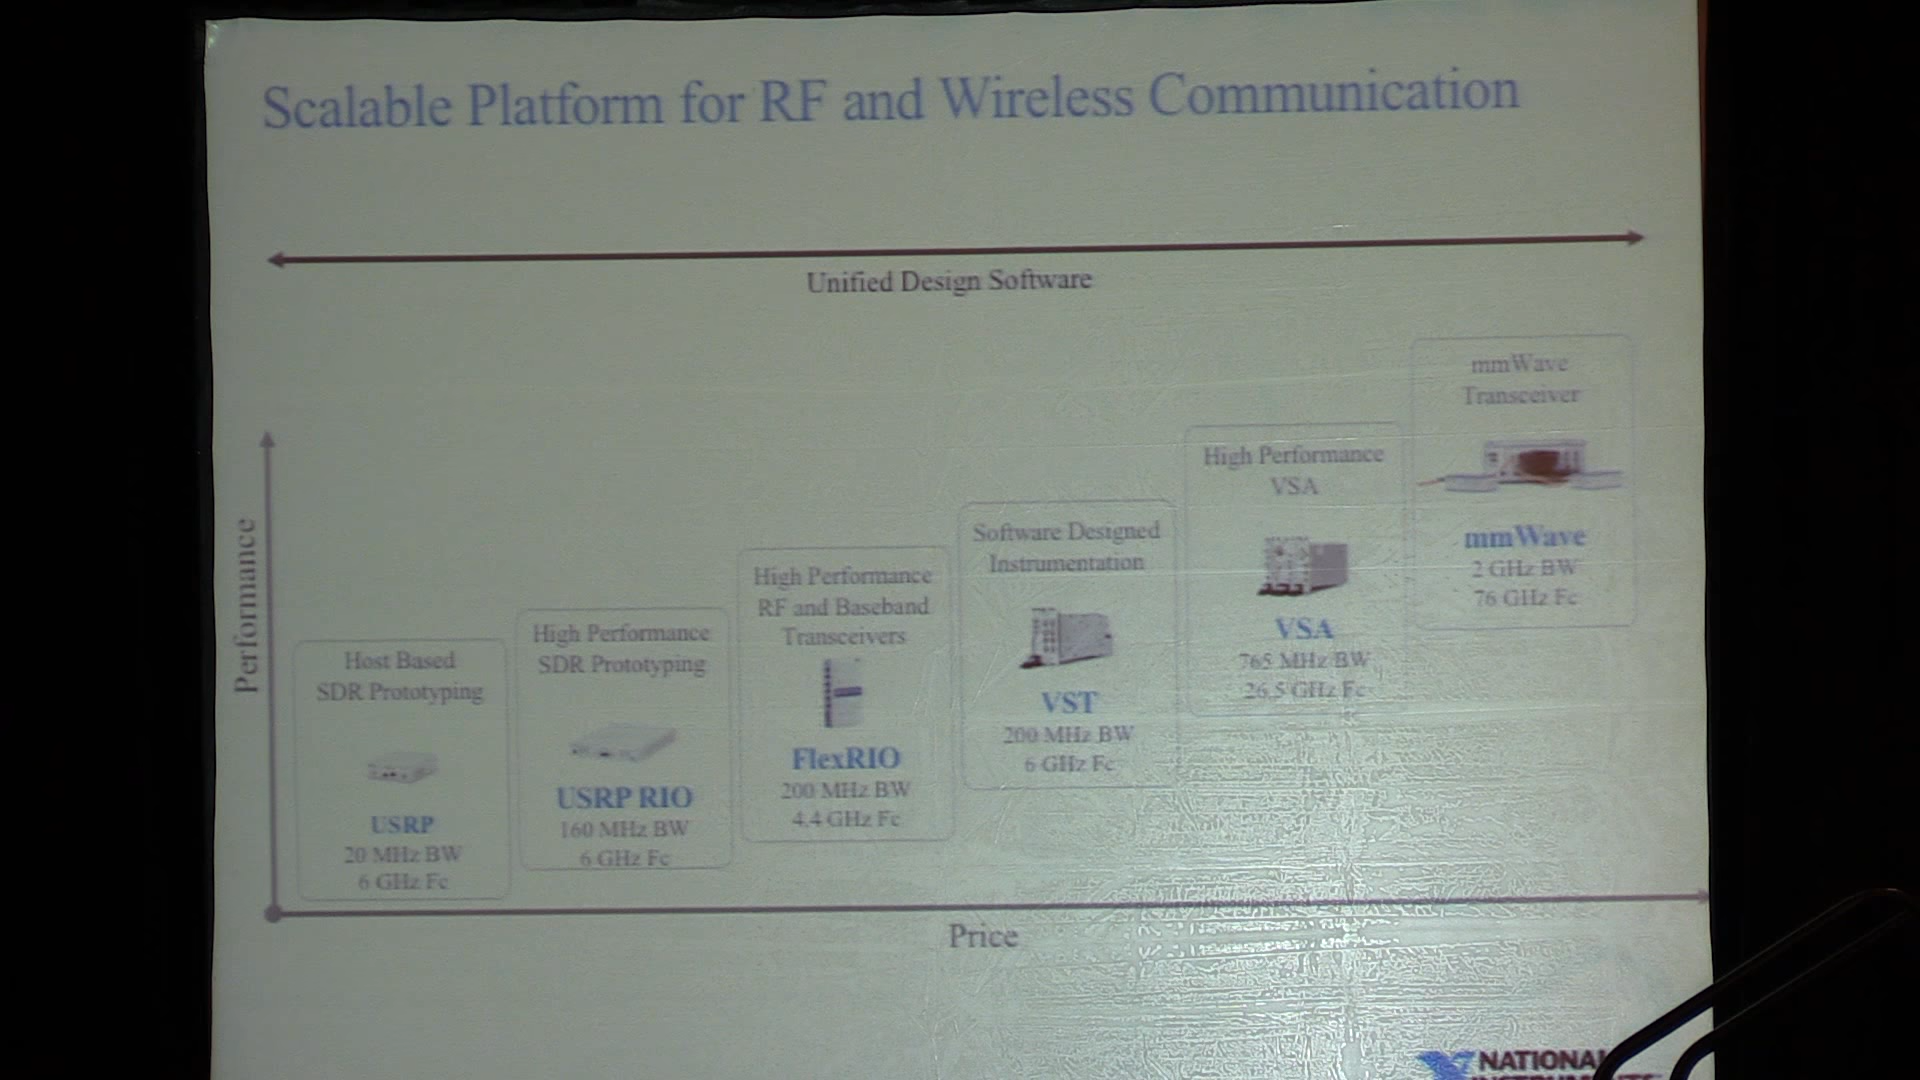 Scalable Platform for RF and Wireless Communication
Unified Design Software
Performance
Host Based
SDR Prototyping
USRP
20 MHz BW
6 GHz Fc
High Performance
SDR Prototyping
USRP RIO
160 MHz BW
6 GHz Fc
High Performance
RF and Baseband
Transceivers
FlexRIO
200 MHz BW
4.4 GHz Fc
Software Designed
Instrumentation
VST
200 MHz BW
6 GHz Fc
High Performance
VSA
VSA
765 MHz BW
26.5 GHz Fc
mmWave
Transceiver
mmWave
2 GHz BW
76 GHz Fc
Price
NATIONAL
INSTRUMENTS